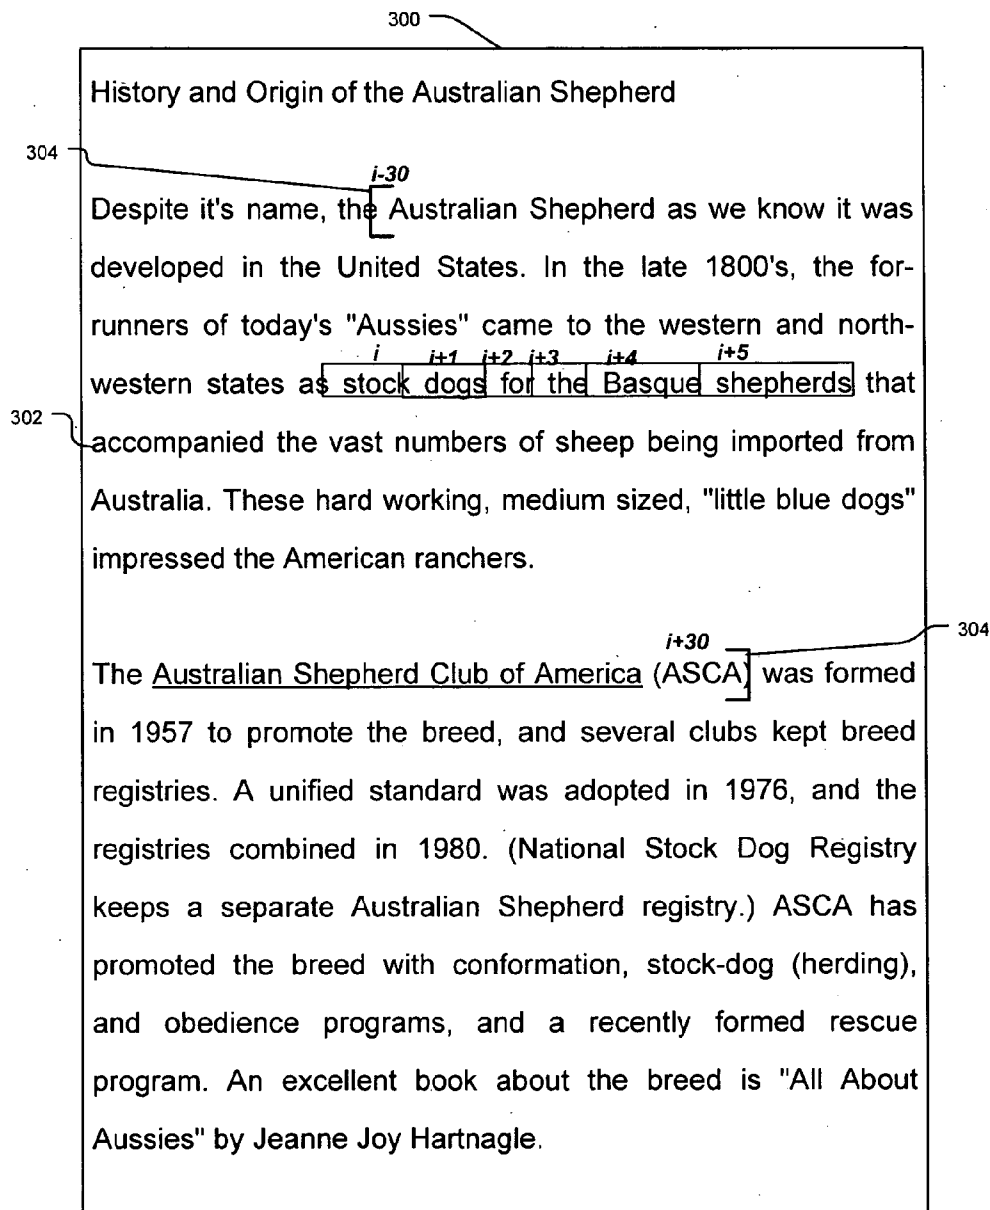 300
History and Origin of the Australian Shepherd
304
i-30
Despite it's name, the Australian Shepherd as we know it was
developed in the United States. In the late 1800's, the for-
runners of today's "Aussies" came to the western and north-
i i+1 i+2 i+3 i+4 i+5
western states as stock dogs for the Basque shepherds that
302
accompanied the vast numbers of sheep being imported from
Australia. These hard working, medium sized, "little blue dogs"
impressed the American ranchers.
i+30
304
The Australian Shepherd Club of America (ASCA) was formed
in 1957 to promote the breed, and several clubs kept breed
registries. A unified standard was adopted in 1976, and the
registries combined in 1980. (National Stock Dog Registry
keeps a separate Australian Shepherd registry.) ASCA has
promoted the breed with conformation, stock-dog (herding),
and obedience programs, and a recently formed rescue
program. An excellent book about the breed is "All About
Aussies" by Jeanne Joy Hartnagle.